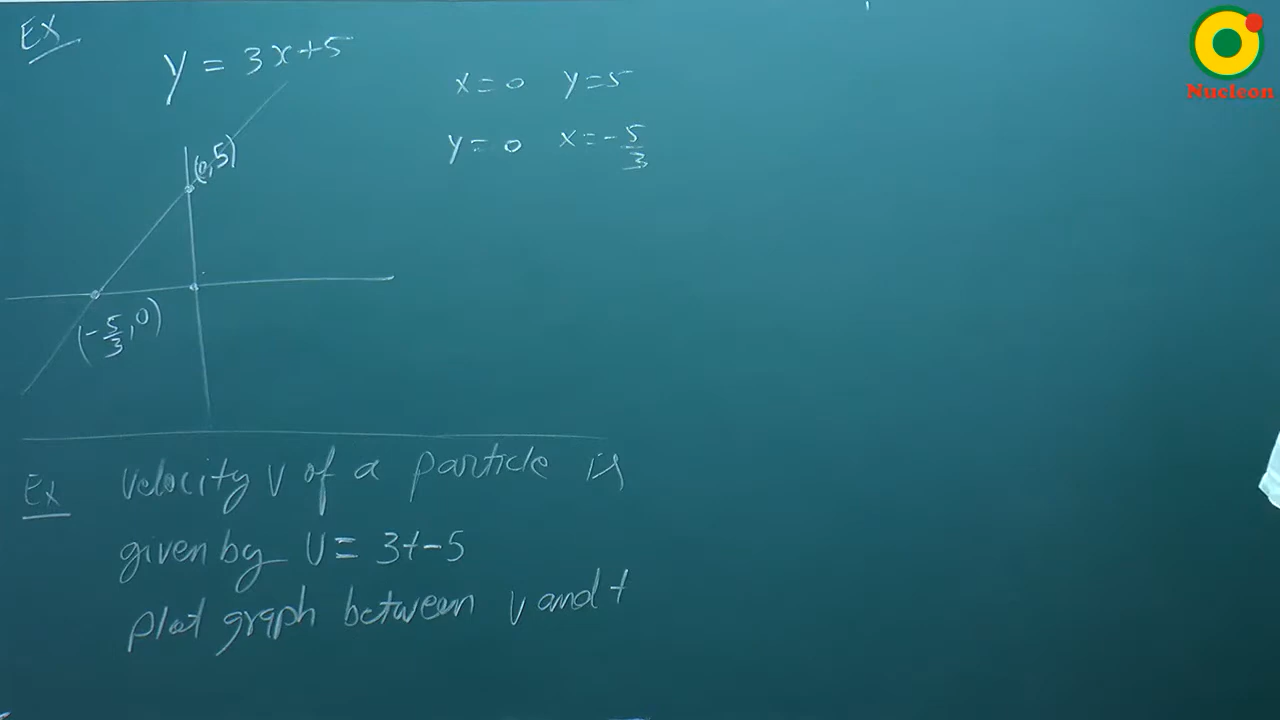 Ex
y = 3x+5
x=0 y=5
y=0 x=-5/3
(0,5)
(-5/3,0)
Ex velocity v of a particle is
given by v= 3t-5
plot graph between v and t
Nucleon